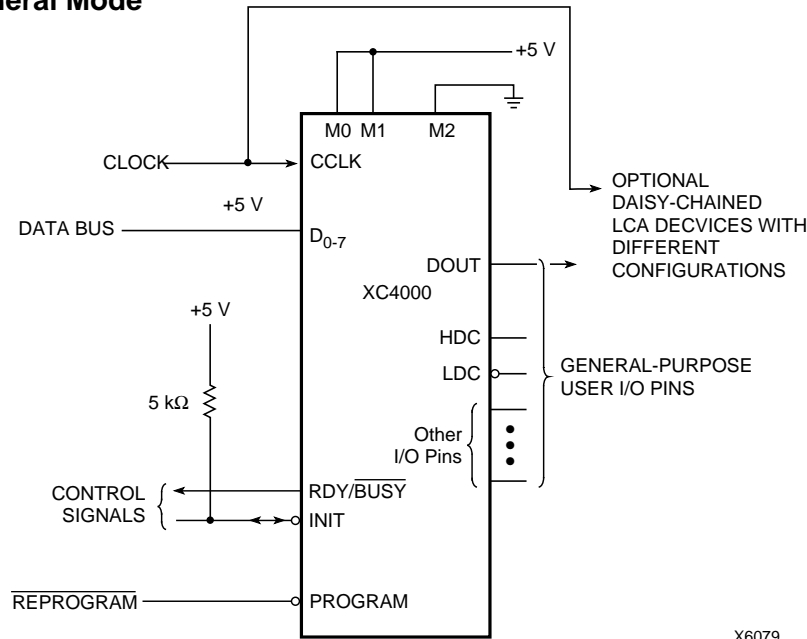 neral Mode
+5 V
M0 M1 M2
CLOCK
CCLK
+5 V
DATA BUS
D0-7
OPTIONAL
DAISY-CHAINED
LCA DECVICES WITH
DIFFERENT
CONFIGURATIONS
DOUT
XC4000
HDC
LDC
GENERAL-PURPOSE
USER I/O PINS
+5 V
5 kΩ
Other
I/O Pins
CONTROL
SIGNALS
RDY/BUSY
INIT
REPROGRAM
PROGRAM
X6079